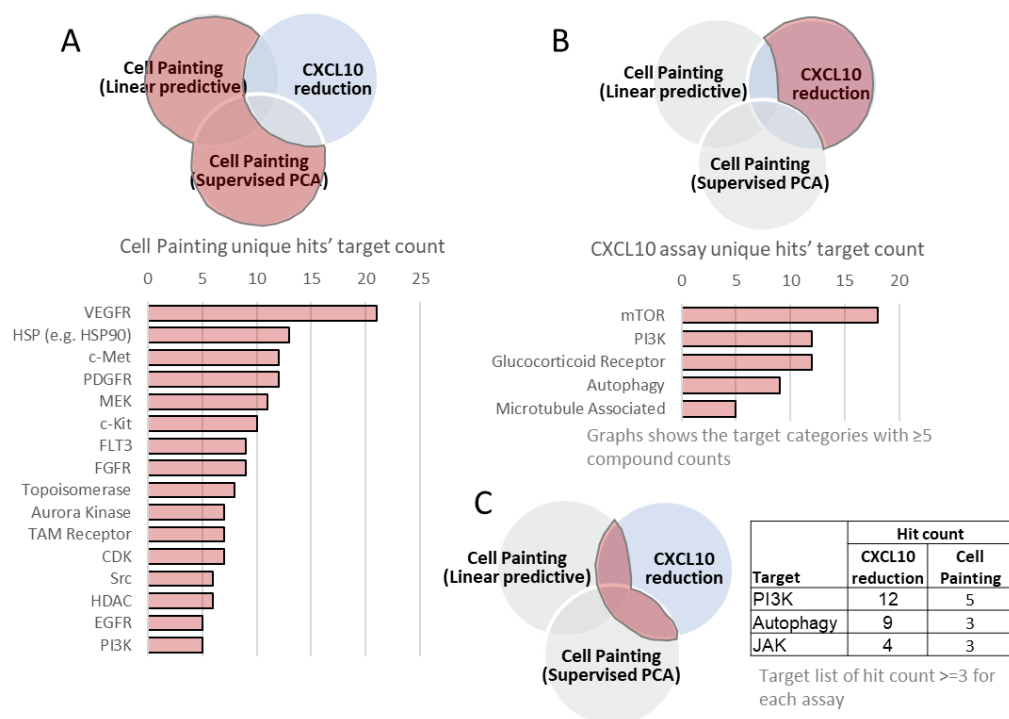 A
Cell Painting
(Linear predictive)
CXCL10
reduction
Cell Painting
(Supervised PCA)
Cell Painting unique hits’ target count
0 5 10 15 20 25
VEGFR
HSP (e.g. HSP90)
c-Met
PDGFR
MEK
c-Kit
FLT3
FGFR
Topoisomerase
Aurora Kinase
TAM Receptor
CDK
Src
HDAC
EGFR
PI3K
B
Cell Painting
(Linear predictive)
CXCL10
reduction
Cell Painting
(Supervised PCA)
CXCL10 assay unique hits’ target count
0 5 10 15 20
mTOR
PI3K
Glucocorticoid Receptor
Autophagy
Microtubule Associated
Graphs shows the target categories with ≥5
compound counts
C
Cell Painting
(Linear predictive)
CXCL10
reduction
Cell Painting
(Supervised PCA)
Hit count
CXCL10 Cell
Target reduction Painting
PI3K 12 5
Autophagy 9 3
JAK 4 3
Target list of hit count >=3 for
each assay